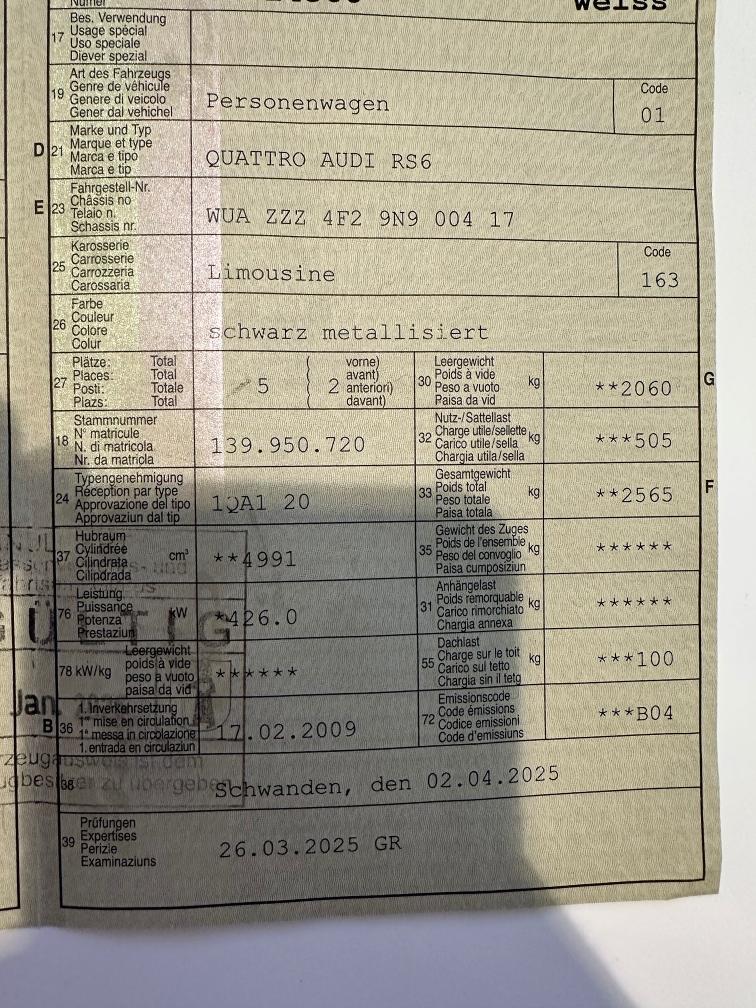 Numer
weiss
17 Bes. Verwendung
Usage spécial
Uso speciale
Diever spezial
19 Art des Fahrzeugs
Genre de véhicule
Genere di veicolo
Gener dal vehichel
Personenwagen
Code
01
D 21 Marke und Typ
Marque et type
Marca e tipo
Marca e tip
QUATTRO AUDI RS6
E 23 Fahrgestell-Nr.
Châssis no
Telaio n.
Schassis nr.
WUA ZZZ 4F2 9N9 004 17
25 Karosserie
Carrosserie
Carrozzeria
Carossaria
Limousine
Code
163
26 Farbe
Couleur
Colore
Colur
schwarz metallisiert
27 Plätze: Total
Places: Total
Posti: Totale
Plazs: Total
5
( 2 vorne)
avant)
anteriori)
davant)
30 Leergewicht
Poids à vide
Peso a vuoto
Paisa da vid
kg
**2060
G
18 Stammnummer
N° matricule
N. di matricola
Nr. da matricla
139.950.720
32 Nutz-/Sattellast
Charge utile/sellette
Carico utile/sella
Chargia utila/sella
kg
***505
24 Typengenehmigung
Réception par type
Approvazione del tipo
Approvaziun dal tip
1QA1 20
33 Gesamtgewicht
Poids total
Peso totale
Paisa totala
kg
**2565
F
37 Hubraum
Cylindrée
Cilindrata
Cilindrada
cm³
**4991
35 Gewicht des Zuges
Poids de l'ensemble
Peso del convoglio
Paisa cumposiziun
kg
******
76 Leistung
Puissance
Potenza
Prestaziun
kW
*426.0
31 Anhängelast
Poids remorquable
Carico rimorchiato
Chargia annexa
kg
******
78 kW/kg
Leergewicht
poids à vide
peso a vuoto
paisa da vid
******
55 Dachlast
Charge sur le toit
Carico sul tetto
Chargia sin il tetg
kg
***100
B 36 1. Inverkehrsetzung
1re mise en circulation
1a messa in circolazione
1. entrada en circulaziun
17.02.2009
72 Emissionscode
Code émissions
Codice emissioni
Code d'emissiuns
***B04
38
Schwanden, den 02.04.2025
39 Prüfungen
Expertises
Perizie
Examinaziuns
26.03.2025 GR
GÜLTIG
Jan.
zu übergeben